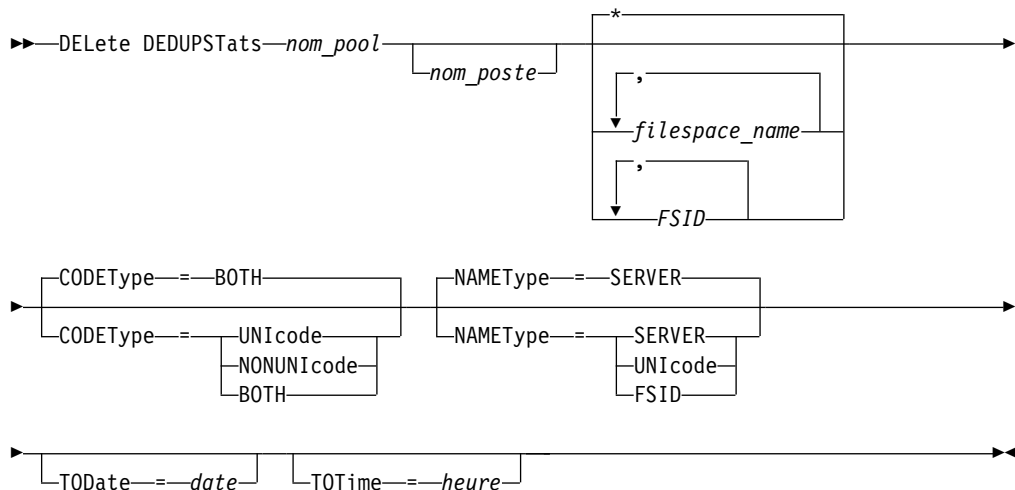 *
DELete DEDUPSTats nom_pool
nom_poste
,
filespace_name
,
FSID
CODEType = BOTH NAMEType = SERVER
CODEType = UNIcode NAMEType = SERVER
NONUNIcode UNIcode
BOTH FSID
TODate = date TOTime = heure